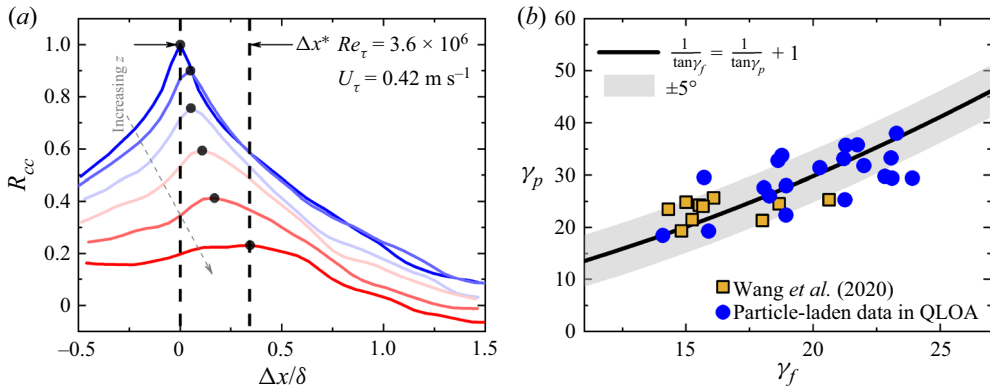 (a)
1.0
0.8
0.6
0.4
0.2
0
R_cc
Increasing z
Δx* Re_τ = 3.6 × 10⁶
U_τ = 0.42 m s⁻¹
−0.5 0 0.5 1.0 1.5
Δx/δ
(b)
60
50
40
30
20
10
0
γ_p
1/tanγ_f = 1/tanγ_p + 1
±5°
Wang et al. (2020)
Particle-laden data in QLOA
15 20 25
γ_f